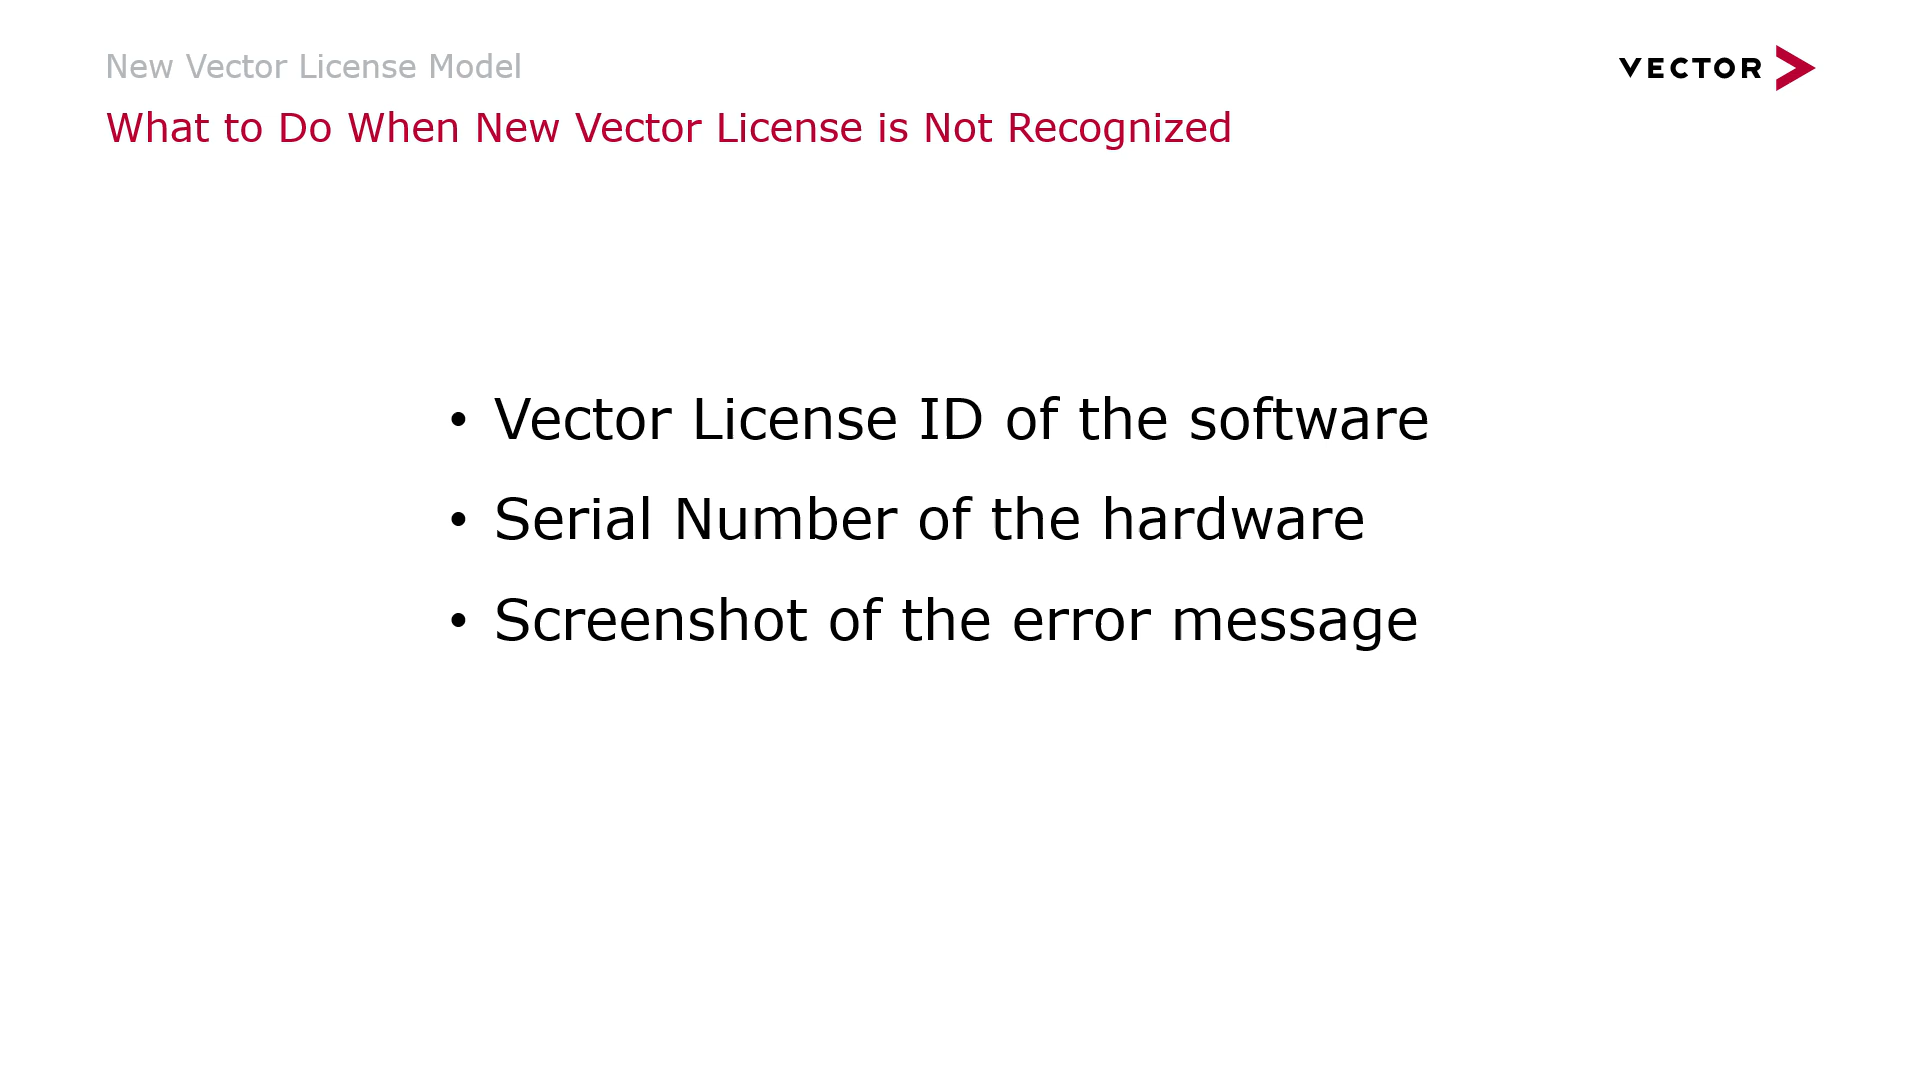 New Vector License Model
VECTOR
What to Do When New Vector License is Not Recognized
• Vector License ID of the software
• Serial Number of the hardware
• Screenshot of the error message